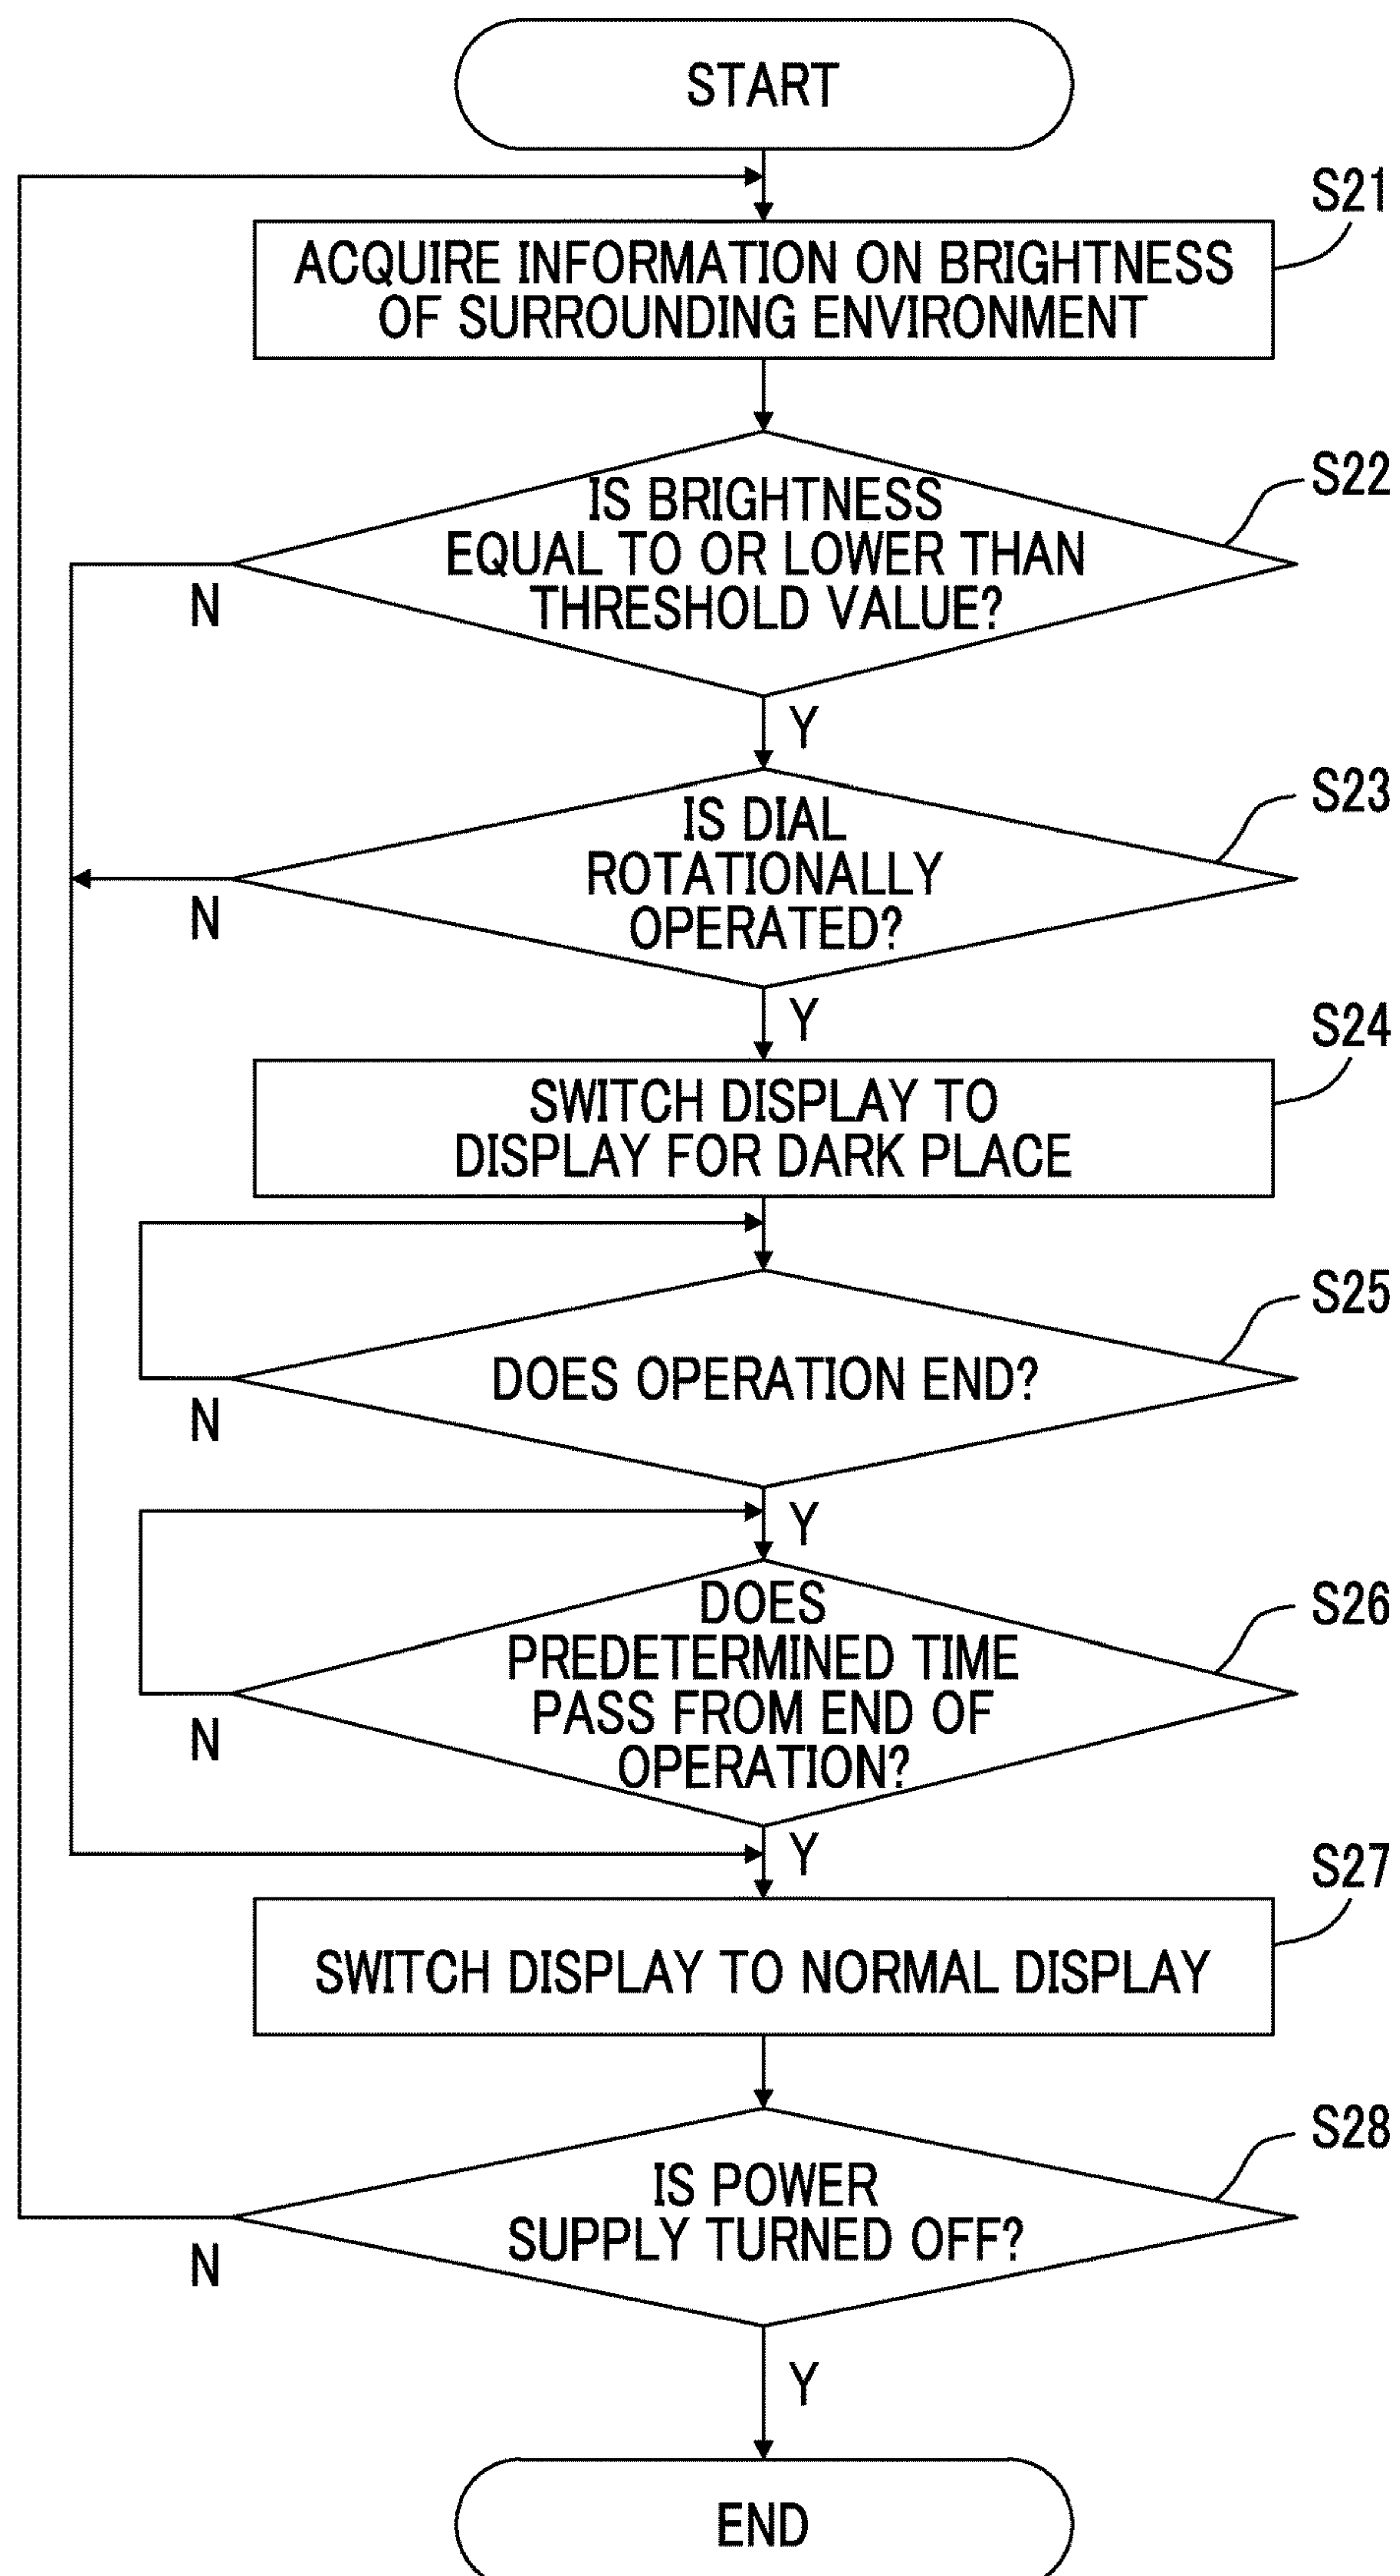 START
S21
ACQUIRE INFORMATION ON BRIGHTNESS
OF SURROUNDING ENVIRONMENT
S22
IS BRIGHTNESS
EQUAL TO OR LOWER THAN
THRESHOLD VALUE?
N
Y
S23
IS DIAL
ROTATIONALLY
OPERATED?
N
Y
S24
SWITCH DISPLAY TO
DISPLAY FOR DARK PLACE
S25
DOES OPERATION END?
N
Y
S26
DOES
PREDETERMINED TIME
PASS FROM END OF
OPERATION?
N
Y
S27
SWITCH DISPLAY TO NORMAL DISPLAY
S28
IS POWER
SUPPLY TURNED OFF?
N
Y
END